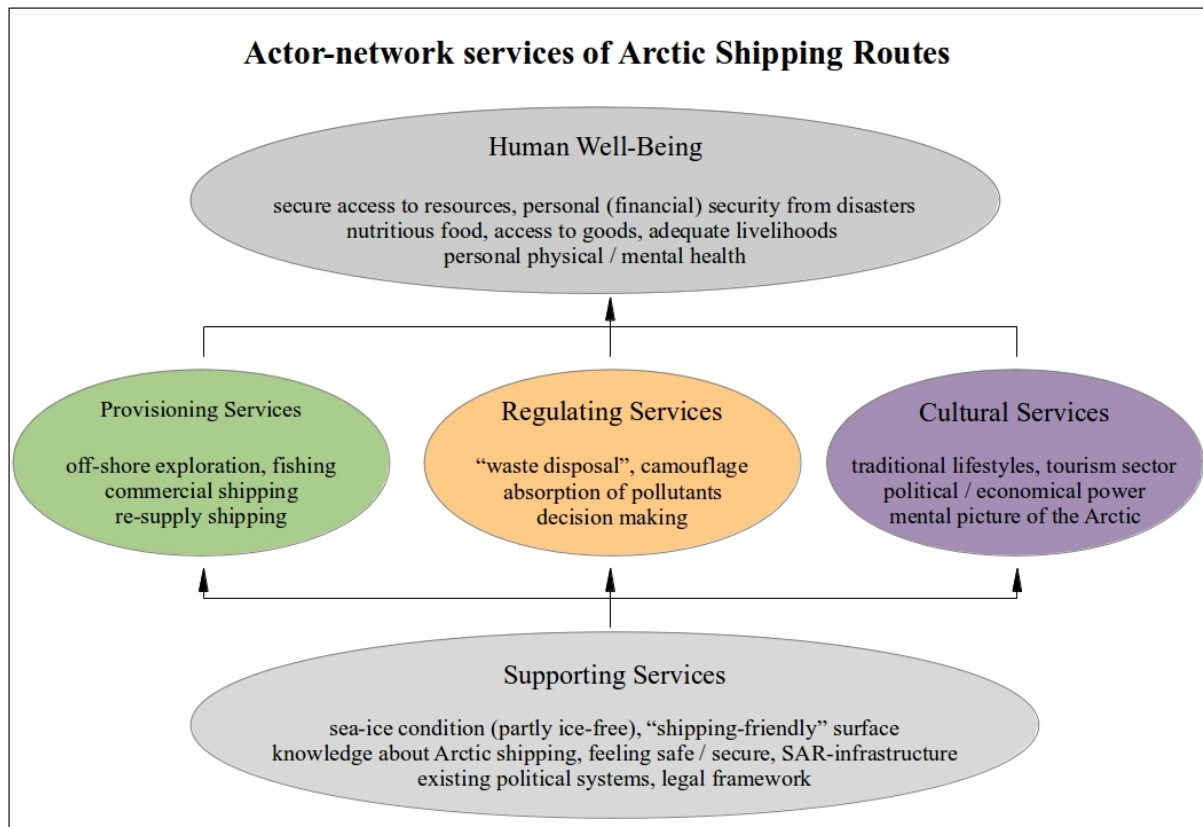 Actor-network services of Arctic Shipping Routes
Human Well-Being
secure access to resources, personal (financial) security from disasters
nutritious food, access to goods, adequate livelihoods
personal physical / mental health
Provisioning Services
off-shore exploration, fishing
commercial shipping
re-supply shipping
Regulating Services
“waste disposal”, camouflage
absorption of pollutants
decision making
Cultural Services
traditional lifestyles, tourism sector
political / economical power
mental picture of the Arctic
Supporting Services
sea-ice condition (partly ice-free), “shipping-friendly” surface
knowledge about Arctic shipping, feeling safe / secure, SAR-infrastructure
existing political systems, legal framework